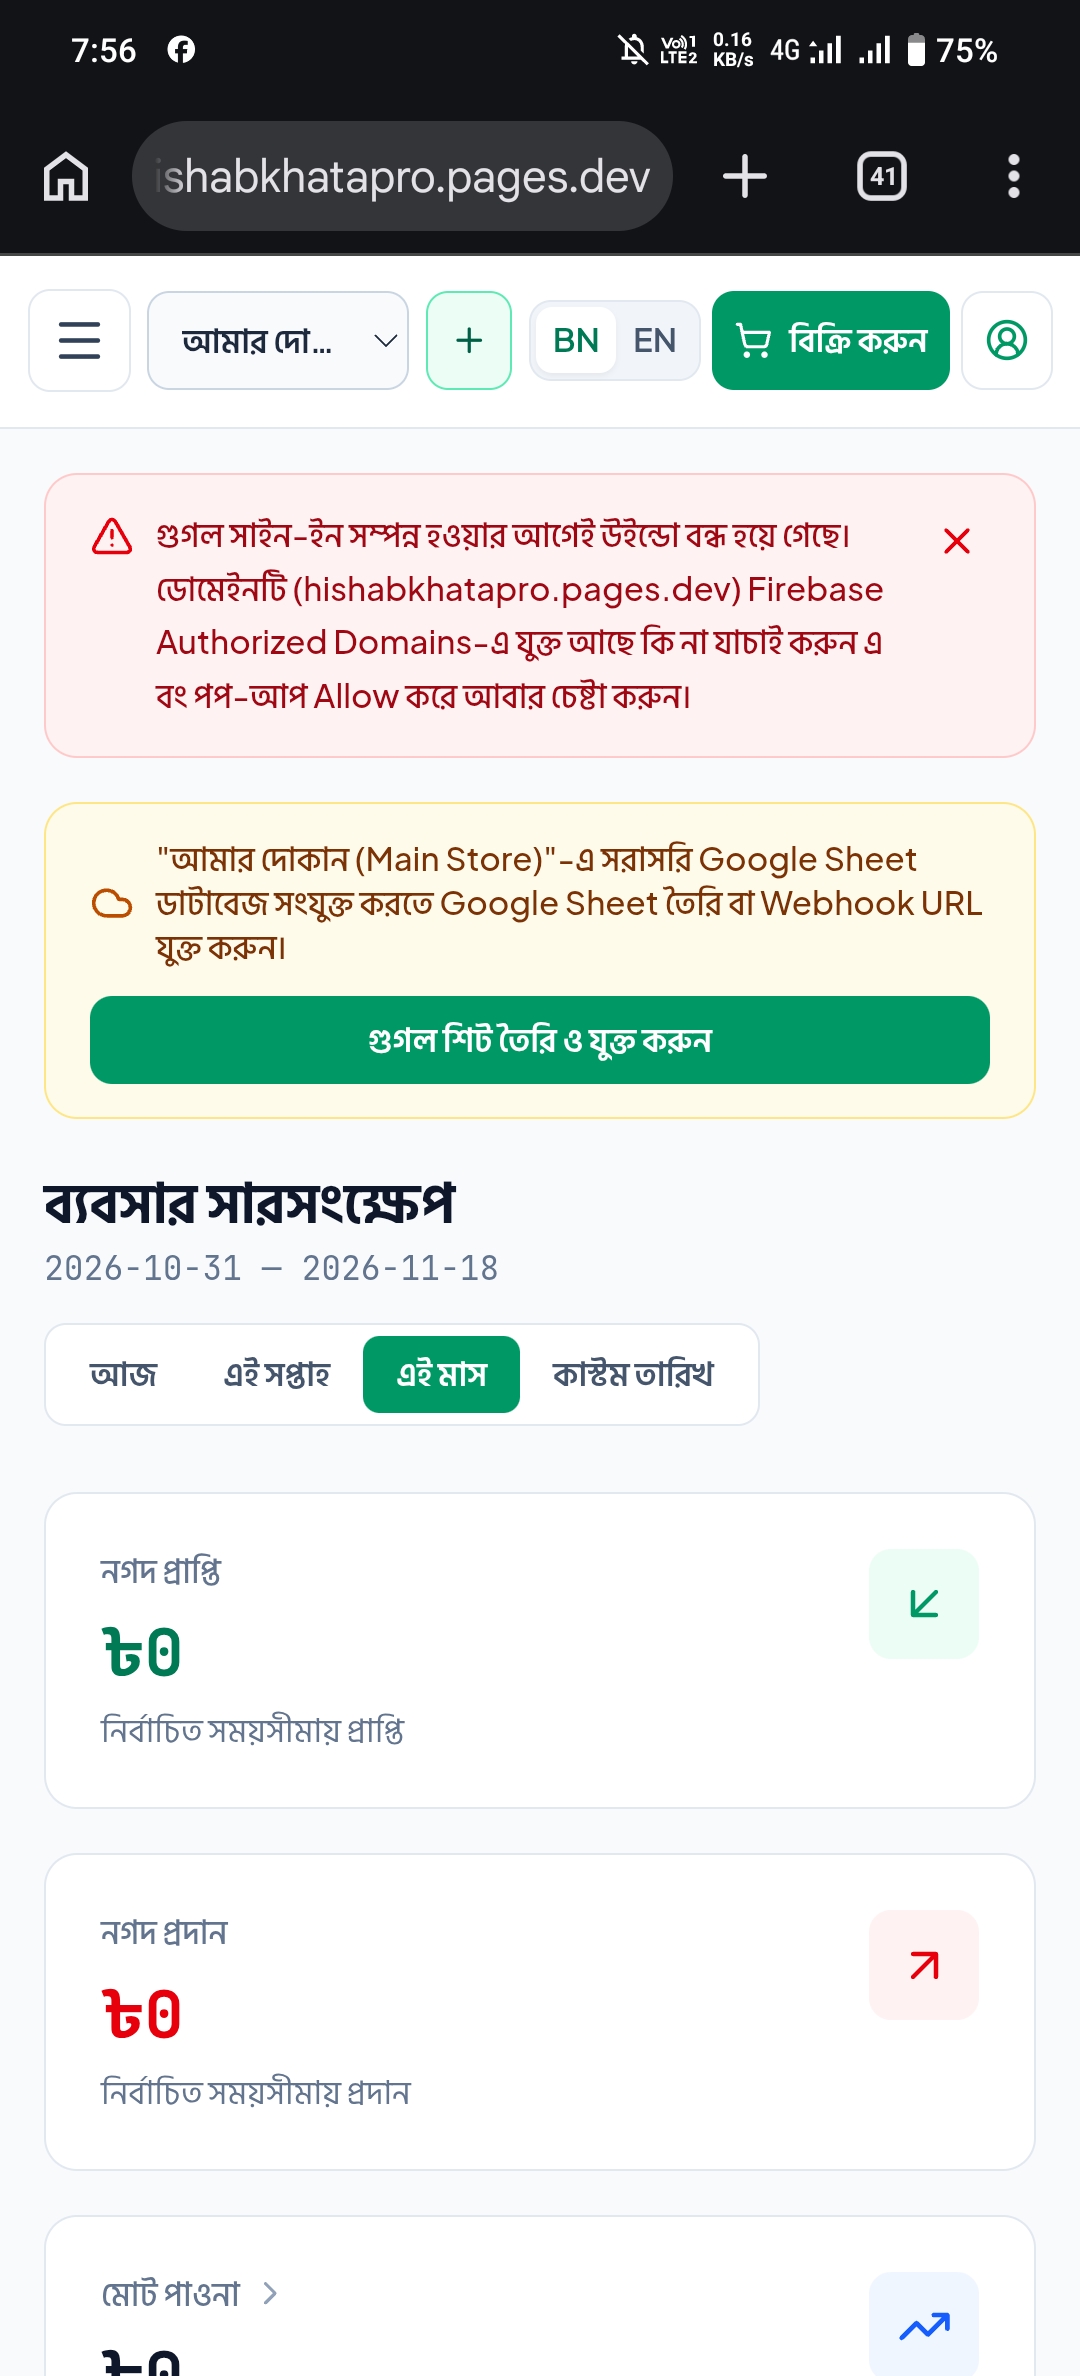 7:56
Vo)) 1
LTE2
0.16
KB/s
4G
75%
ishabkhatapro.pages.dev
41
আমার দো...
BN EN
বিক্রি করুন
গুগল সাইন-ইন সম্পন্ন হওয়ার আগেই উইন্ডো বন্ধ হয়ে গেছে।
ডোমেইনটি (hishabkhatapro.pages.dev) Firebase
Authorized Domains-এ যুক্ত আছে কি না যাচাই করুন এ
বং পপ-আপ Allow করে আবার চেষ্টা করুন।
"আমার দোকান (Main Store)"-এ সরাসরি Google Sheet
ডাটাবেজ সংযুক্ত করতে Google Sheet তৈরি বা Webhook URL
যুক্ত করুন।
গুগল শিট তৈরি ও যুক্ত করুন
ব্যবসার সারসংক্ষেপ
2026-10-31 — 2026-11-18
আজ এই সপ্তাহ এই মাস কাস্টম তারিখ
নগদ প্রাপ্তি
৳0
নির্বাচিত সময়সীমায় প্রাপ্তি
নগদ প্রদান
৳0
নির্বাচিত সময়সীমায় প্রদান
মোট পাওনা
৳0